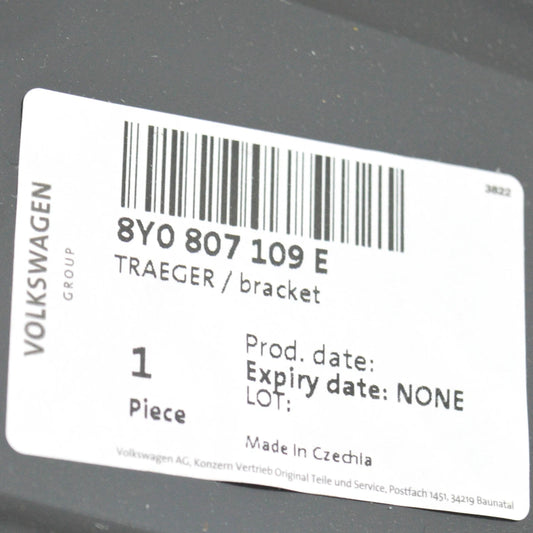 3822
VOLKSWAGEN
GROUP
8Y0 807 109 E
TRAEGER / bracket
1
Piece
Prod. date:
Expiry date: NONE
LOT:
Made In Czechia
Volkswagen AG, Konzern Vertrieb Original Teile und Service, Postfach 1451, 34219 Baunatal